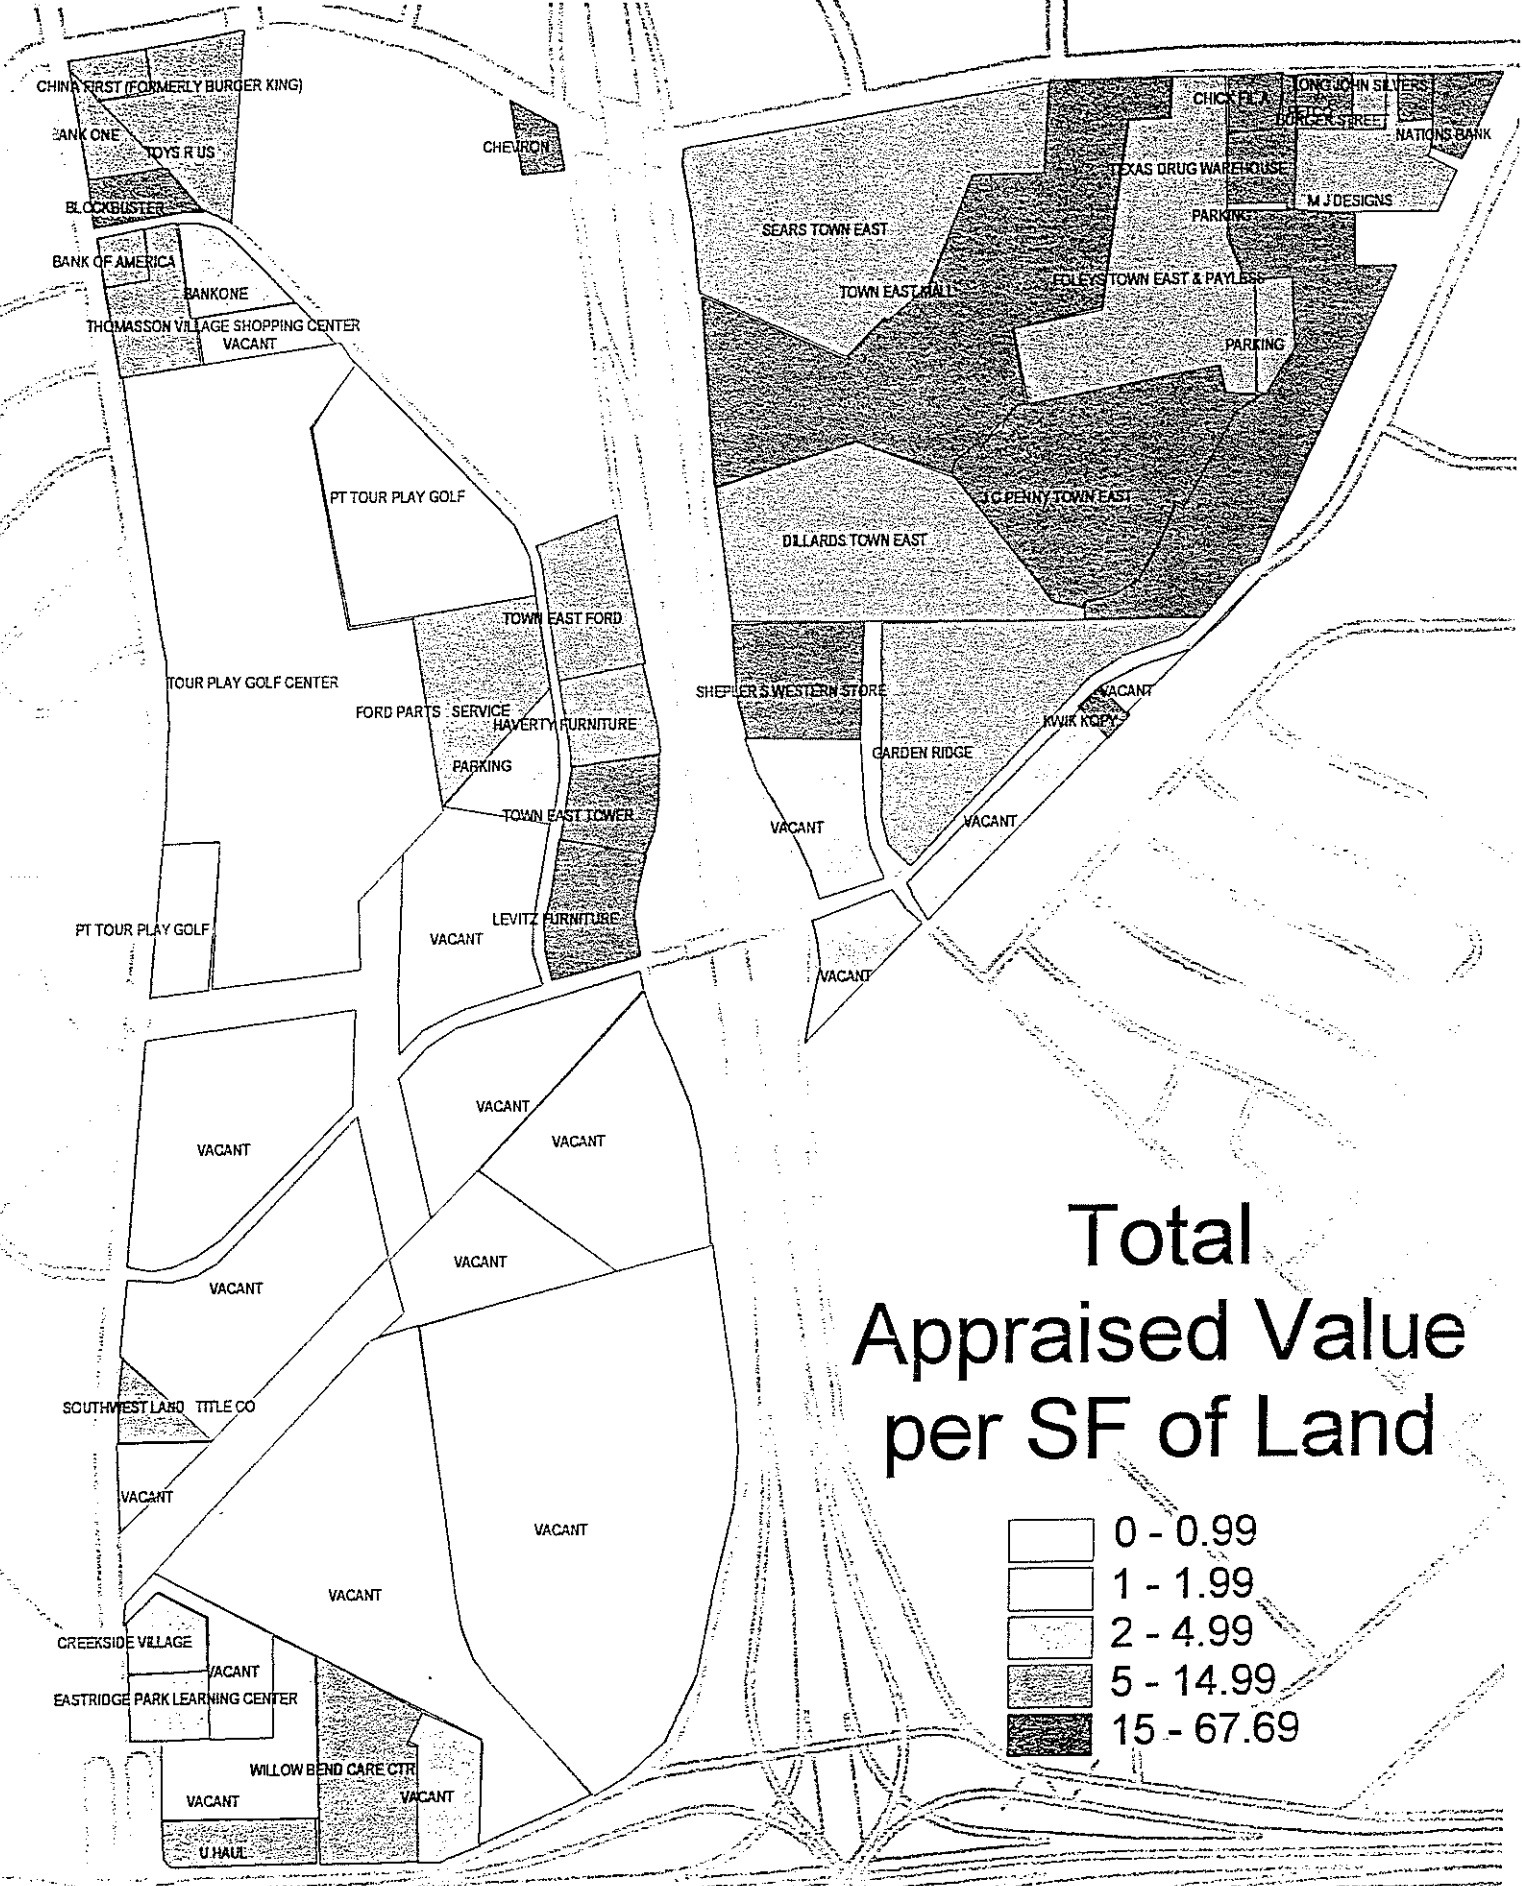 CHINA FIRST (FORMERLY BURGER KING)
ANK ONE
TOYS R US
BLOCKBUSTER
BANK OF AMERICA
BANKONE
THOMASSON VILLAGE SHOPPING CENTER
VACANT
CHEVRON
CHICK FIL A
LONG JOHN SILVERS
BURGER STREET
NATIONS BANK
TEXAS DRUG WAREHOUSE
M J DESIGNS
PARKING
SEARS TOWN EAST
TOWN EAST MALL
FOLEYS TOWN EAST & PAYLESS
PARKING
PT TOUR PLAY GOLF
J C PENNY TOWN EAST
DILLARDS TOWN EAST
TOWN EAST FORD
TOUR PLAY GOLF CENTER
FORD PARTS SERVICE
HAVERTY FURNITURE
PARKING
TOWN EAST TOWER
SHEPLERS WESTERN STORE
VACANT
KWIK KOPY
GARDEN RIDGE
VACANT
VACANT
LEVITZ FURNITURE
PT TOUR PLAY GOLF
VACANT
VACANT
VACANT
VACANT
VACANT
VACANT
VACANT
SOUTHWEST LAND TITLE CO
VACANT
VACANT
VACANT
CREEKSIDE VILLAGE
VACANT
EASTRIDGE PARK LEARNING CENTER
WILLOW BEND CARE CTR
VACANT
VACANT
U HAUL
Total
Appraised Value
per SF of Land
0 - 0.99
1 - 1.99
2 - 4.99
5 - 14.99
15 - 67.69